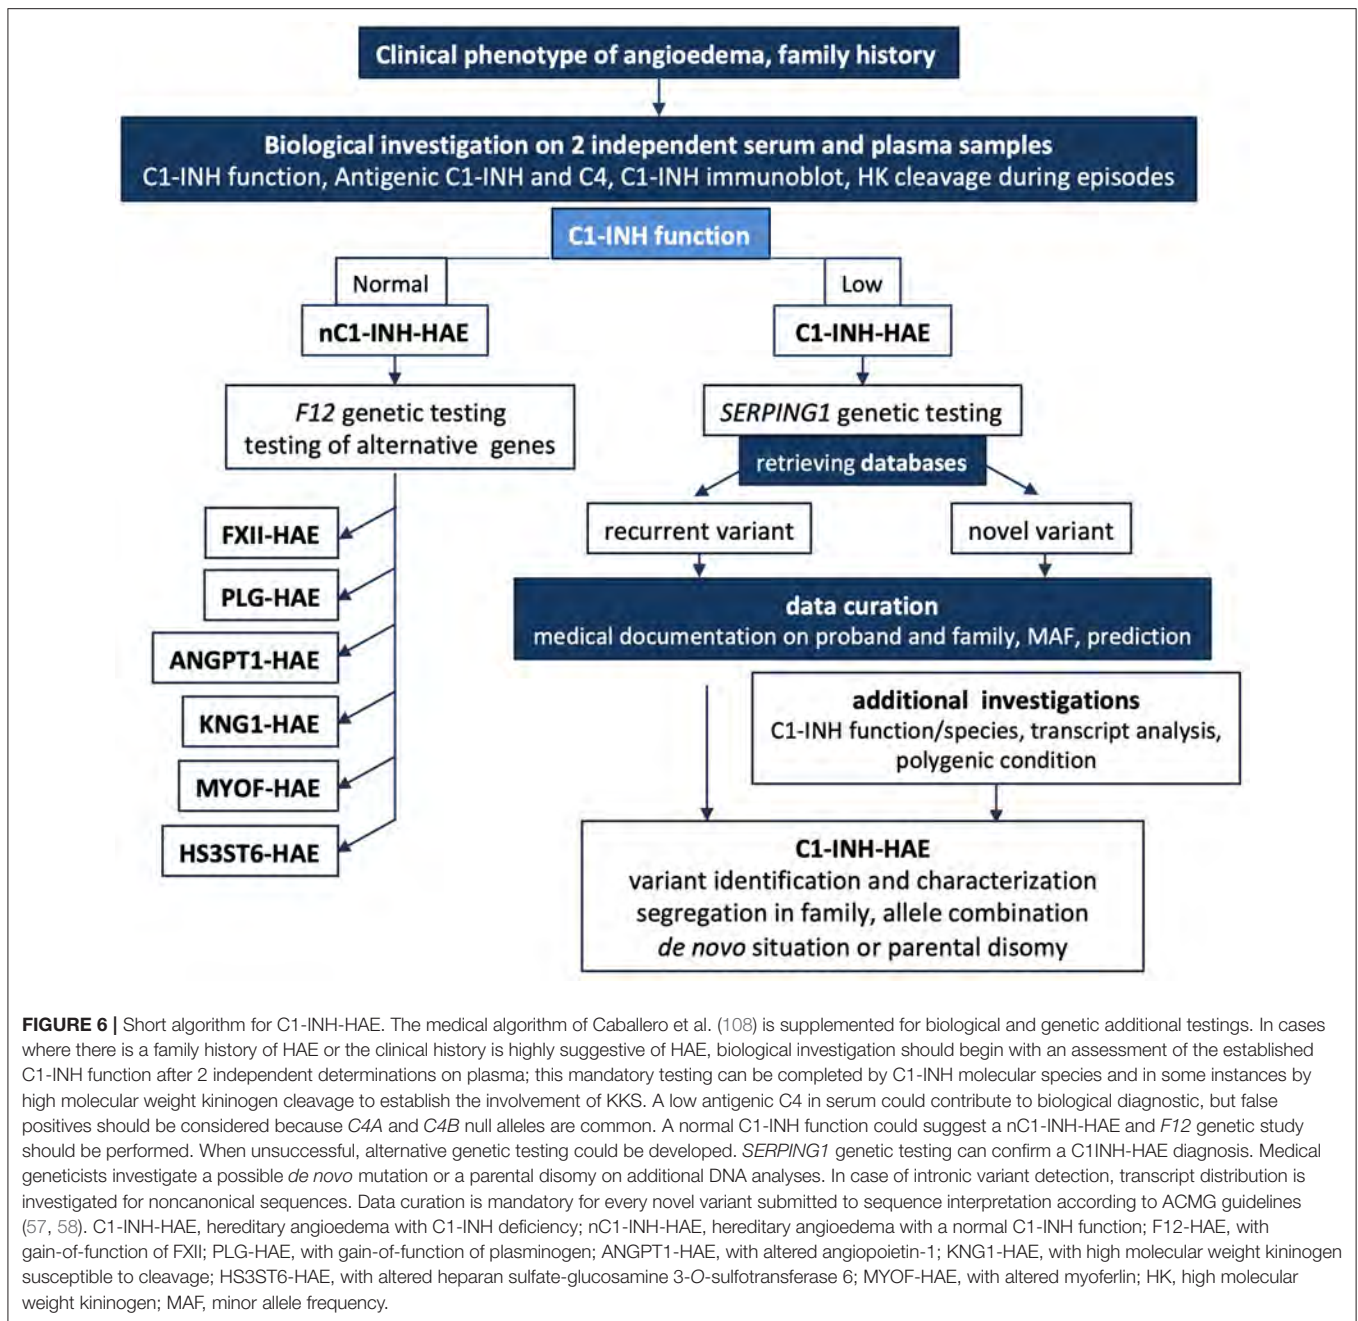 Clinical phenotype of angioedema, family history
Biological investigation on 2 independent serum and plasma samples
C1-INH function, Antigenic C1-INH and C4, C1-INH immunoblot, HK cleavage during episodes
C1-INH function
Normal
Low
nC1-INH-HAE
C1-INH-HAE
F12 genetic testing
testing of alternative genes
SERPING1 genetic testing
retrieving databases
recurrent variant
novel variant
FXII-HAE
PLG-HAE
ANGPT1-HAE
KNG1-HAE
MYOF-HAE
HS3ST6-HAE
data curation
medical documentation on proband and family, MAF, prediction
additional investigations
C1-INH function/species, transcript analysis,
polygenic condition
C1-INH-HAE
variant identification and characterization
segregation in family, allele combination
de novo situation or parental disomy
FIGURE 6 | Short algorithm for C1-INH-HAE. The medical algorithm of Caballero et al. (108) is supplemented for biological and genetic additional testings. In cases
where there is a family history of HAE or the clinical history is highly suggestive of HAE, biological investigation should begin with an assessment of the established
C1-INH function after 2 independent determinations on plasma; this mandatory testing can be completed by C1-INH molecular species and in some instances by
high molecular weight kininogen cleavage to establish the involvement of KKS. A low antigenic C4 in serum could contribute to biological diagnostic, but false
positives should be considered because C4A and C4B null alleles are common. A normal C1-INH function could suggest a nC1-INH-HAE and F12 genetic study
should be performed. When unsuccessful, alternative genetic testing could be developed. SERPING1 genetic testing can confirm a C1INH-HAE diagnosis. Medical
geneticists investigate a possible de novo mutation or a parental disomy on additional DNA analyses. In case of intronic variant detection, transcript distribution is
investigated for noncanonical sequences. Data curation is mandatory for every novel variant submitted to sequence interpretation according to ACMG guidelines
(57, 58). C1-INH-HAE, hereditary angioedema with C1-INH deficiency; nC1-INH-HAE, hereditary angioedema with a normal C1-INH function; F12-HAE, with
gain-of-function of FXII; PLG-HAE, with gain-of-function of plasminogen; ANGPT1-HAE, with altered angiopoietin-1; KNG1-HAE, with high molecular weight kininogen
susceptible to cleavage; HS3ST6-HAE, with altered heparan sulfate-glucosamine 3-O-sulfotransferase 6; MYOF-HAE, with altered myoferlin; HK, high molecular
weight kininogen; MAF, minor allele frequency.